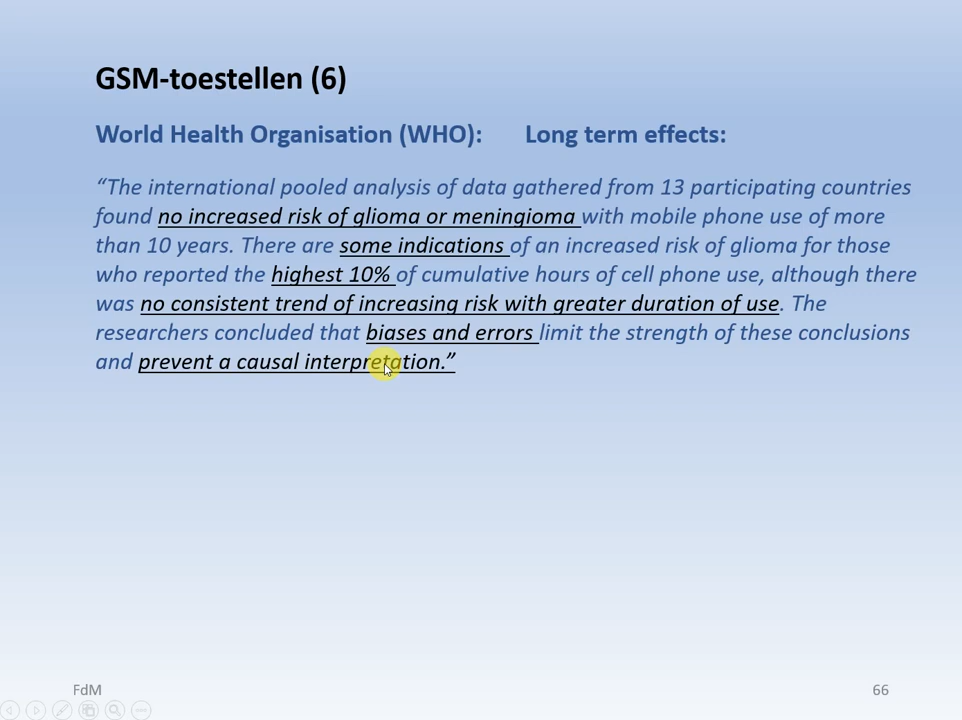 GSM-toestellen (6)
World Health Organisation (WHO): Long term effects:
“The international pooled analysis of data gathered from 13 participating countries
found no increased risk of glioma or meningioma with mobile phone use of more
than 10 years. There are some indications of an increased risk of glioma for those
who reported the highest 10% of cumulative hours of cell phone use, although there
was no consistent trend of increasing risk with greater duration of use. The
researchers concluded that biases and errors limit the strength of these conclusions
and prevent a causal interpretation.”
FdM 66